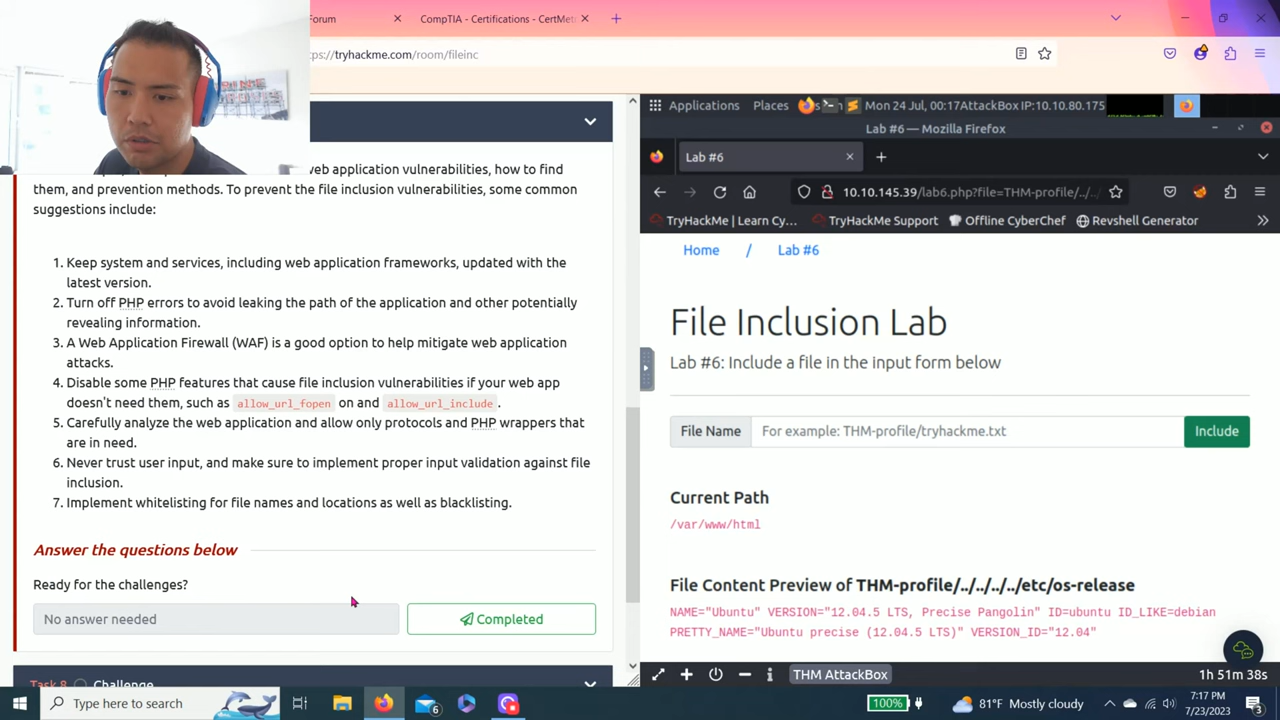 Forum
CompTIA - Certifications - CertMet
ps://tryhackme.com/room/fileinc
web application vulnerabilities, how to find
them, and prevention methods. To prevent the file inclusion vulnerabilities, some common
suggestions include:
1. Keep system and services, including web application frameworks, updated with the
latest version.
2. Turn off PHP errors to avoid leaking the path of the application and other potentially
revealing information.
3. A Web Application Firewall (WAF) is a good option to help mitigate web application
attacks.
4. Disable some PHP features that cause file inclusion vulnerabilities if your web app
doesn't need them, such as allow_url_fopen on and allow_url_include.
5. Carefully analyze the web application and allow only protocols and PHP wrappers that
are in need.
6. Never trust user input, and make sure to implement proper input validation against file
inclusion.
7. Implement whitelisting for file names and locations as well as blacklisting.
Answer the questions below
Ready for the challenges?
No answer needed
Completed
Task 8 Challenge
Applications Places Mon 24 Jul, 00:17 AttackBox IP:10.10.80.175
Lab #6 — Mozilla Firefox
Lab #6
10.10.145.39/lab6.php?file=THM-profile/../..
TryHackMe | Learn Cy... TryHackMe Support Offline CyberChef Revshell Generator
Home / Lab #6
File Inclusion Lab
Lab #6: Include a file in the input form below
File Name For example: THM-profile/tryhackme.txt Include
Current Path
/var/www/html
File Content Preview of THM-profile/../../../../etc/os-release
NAME="Ubuntu" VERSION="12.04.5 LTS, Precise Pangolin" ID=ubuntu ID_LIKE=debian
PRETTY_NAME="Ubuntu precise (12.04.5 LTS)" VERSION_ID="12.04"
THM AttackBox
1h 51m 38s
Type here to search
6
100%
81°F Mostly cloudy
7:17 PM
7/23/2023
3